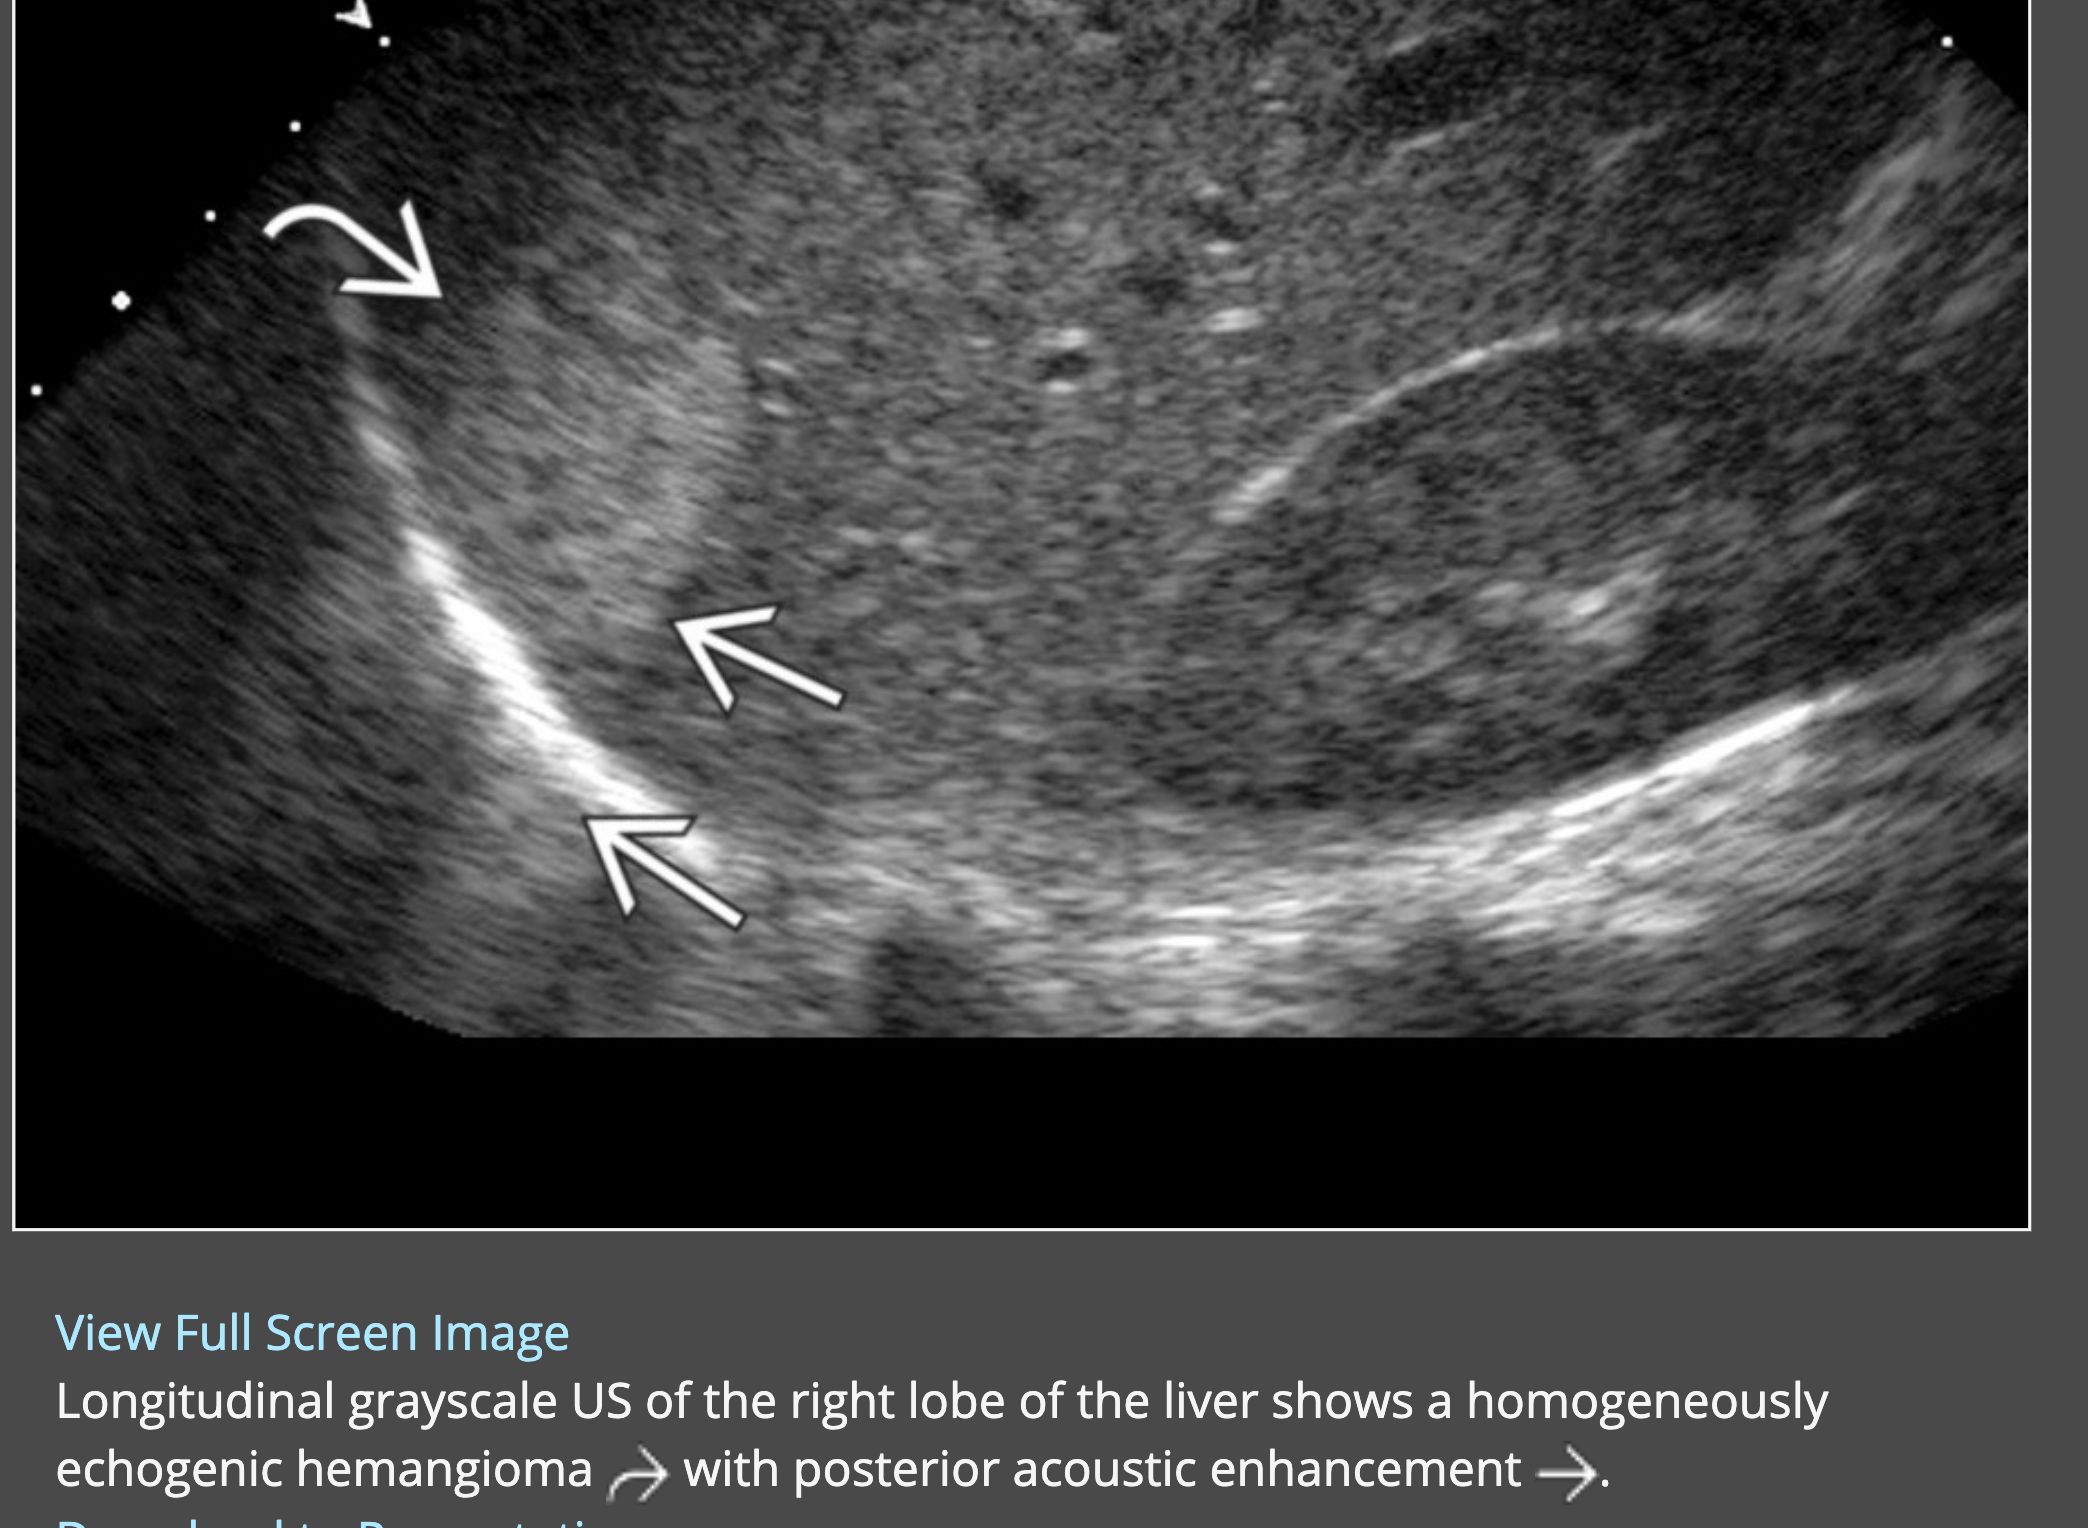 View Full Screen Image
Longitudinal grayscale US of the right lobe of the liver shows a homogeneously
echogenic hemangioma with posterior acoustic enhancement .